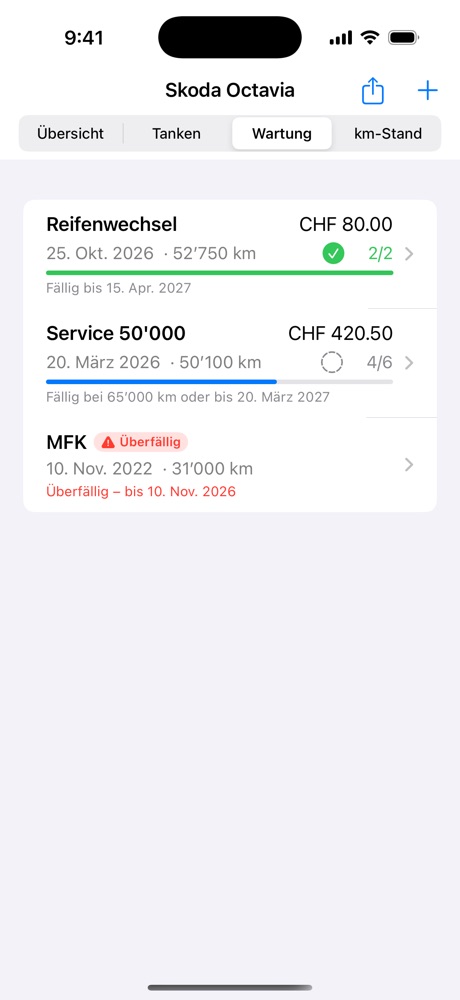 9:41
Skoda Octavia
Übersicht Tanken Wartung km-Stand
Reifenwechsel CHF 80.00
25. Okt. 2026 · 52’750 km 2/2
Fällig bis 15. Apr. 2027
Service 50'000 CHF 420.50
20. März 2026 · 50’100 km 4/6
Fällig bei 65’000 km oder bis 20. März 2027
MFK Überfällig
10. Nov. 2022 · 31’000 km
Überfällig – bis 10. Nov. 2026